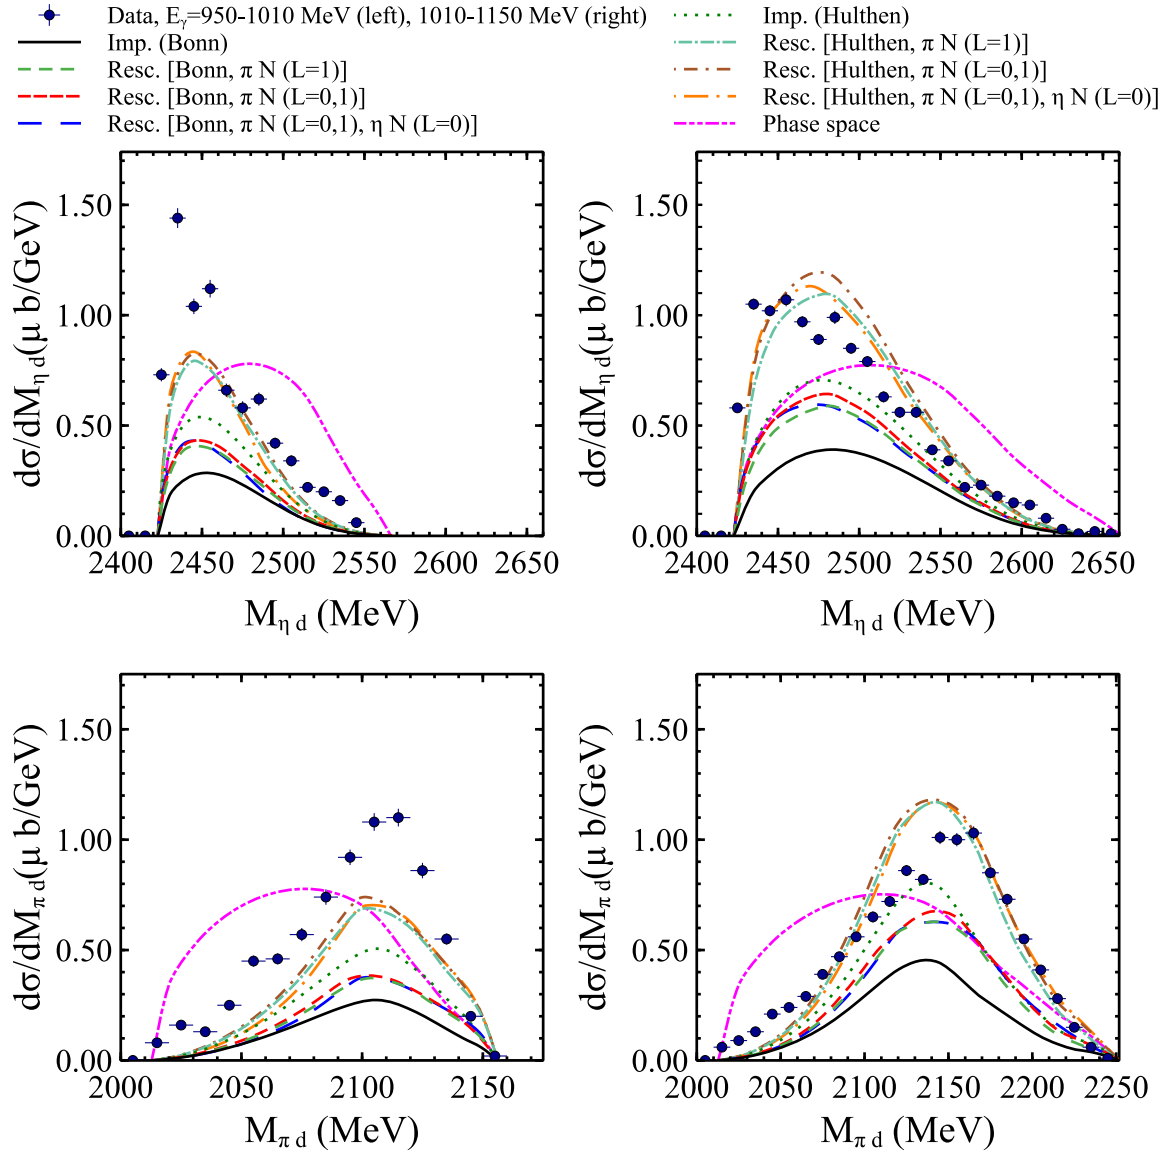 Data, Eγ=950-1010 MeV (left), 1010-1150 MeV (right)
Imp. (Bonn)
Resc. [Bonn, π N (L=1)]
Resc. [Bonn, π N (L=0,1)]
Resc. [Bonn, π N (L=0,1), η N (L=0)]
Imp. (Hulthen)
Resc. [Hulthen, π N (L=1)]
Resc. [Hulthen, π N (L=0,1)]
Resc. [Hulthen, π N (L=0,1), η N (L=0)]
Phase space
dσ/dMη d(μ b/GeV)
1.50
1.00
0.50
0.00
2400 2450 2500 2550 2600 2650
Mη d (MeV)
dσ/dMη d(μ b/GeV)
1.50
1.00
0.50
0.00
2400 2450 2500 2550 2600 2650
Mη d (MeV)
dσ/dMπ d(μ b/GeV)
1.50
1.00
0.50
0.00
2000 2050 2100 2150
Mπ d (MeV)
dσ/dMπ d(μ b/GeV)
1.50
1.00
0.50
0.00
2000 2050 2100 2150 2200 2250
Mπ d (MeV)